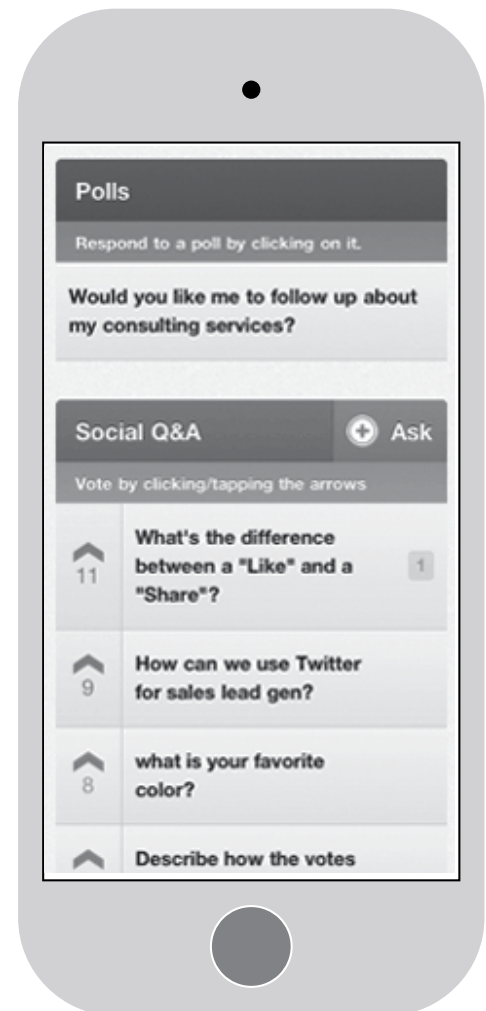 Polls
Respond to a poll by clicking on it.
Would you like me to follow up about
my consulting services?
Social Q&A
Ask
Vote by clicking/tapping the arrows
What's the difference
between a "Like" and a
"Share"?
11
1
How can we use Twitter
for sales lead gen?
9
what is your favorite
color?
8
Describe how the votes